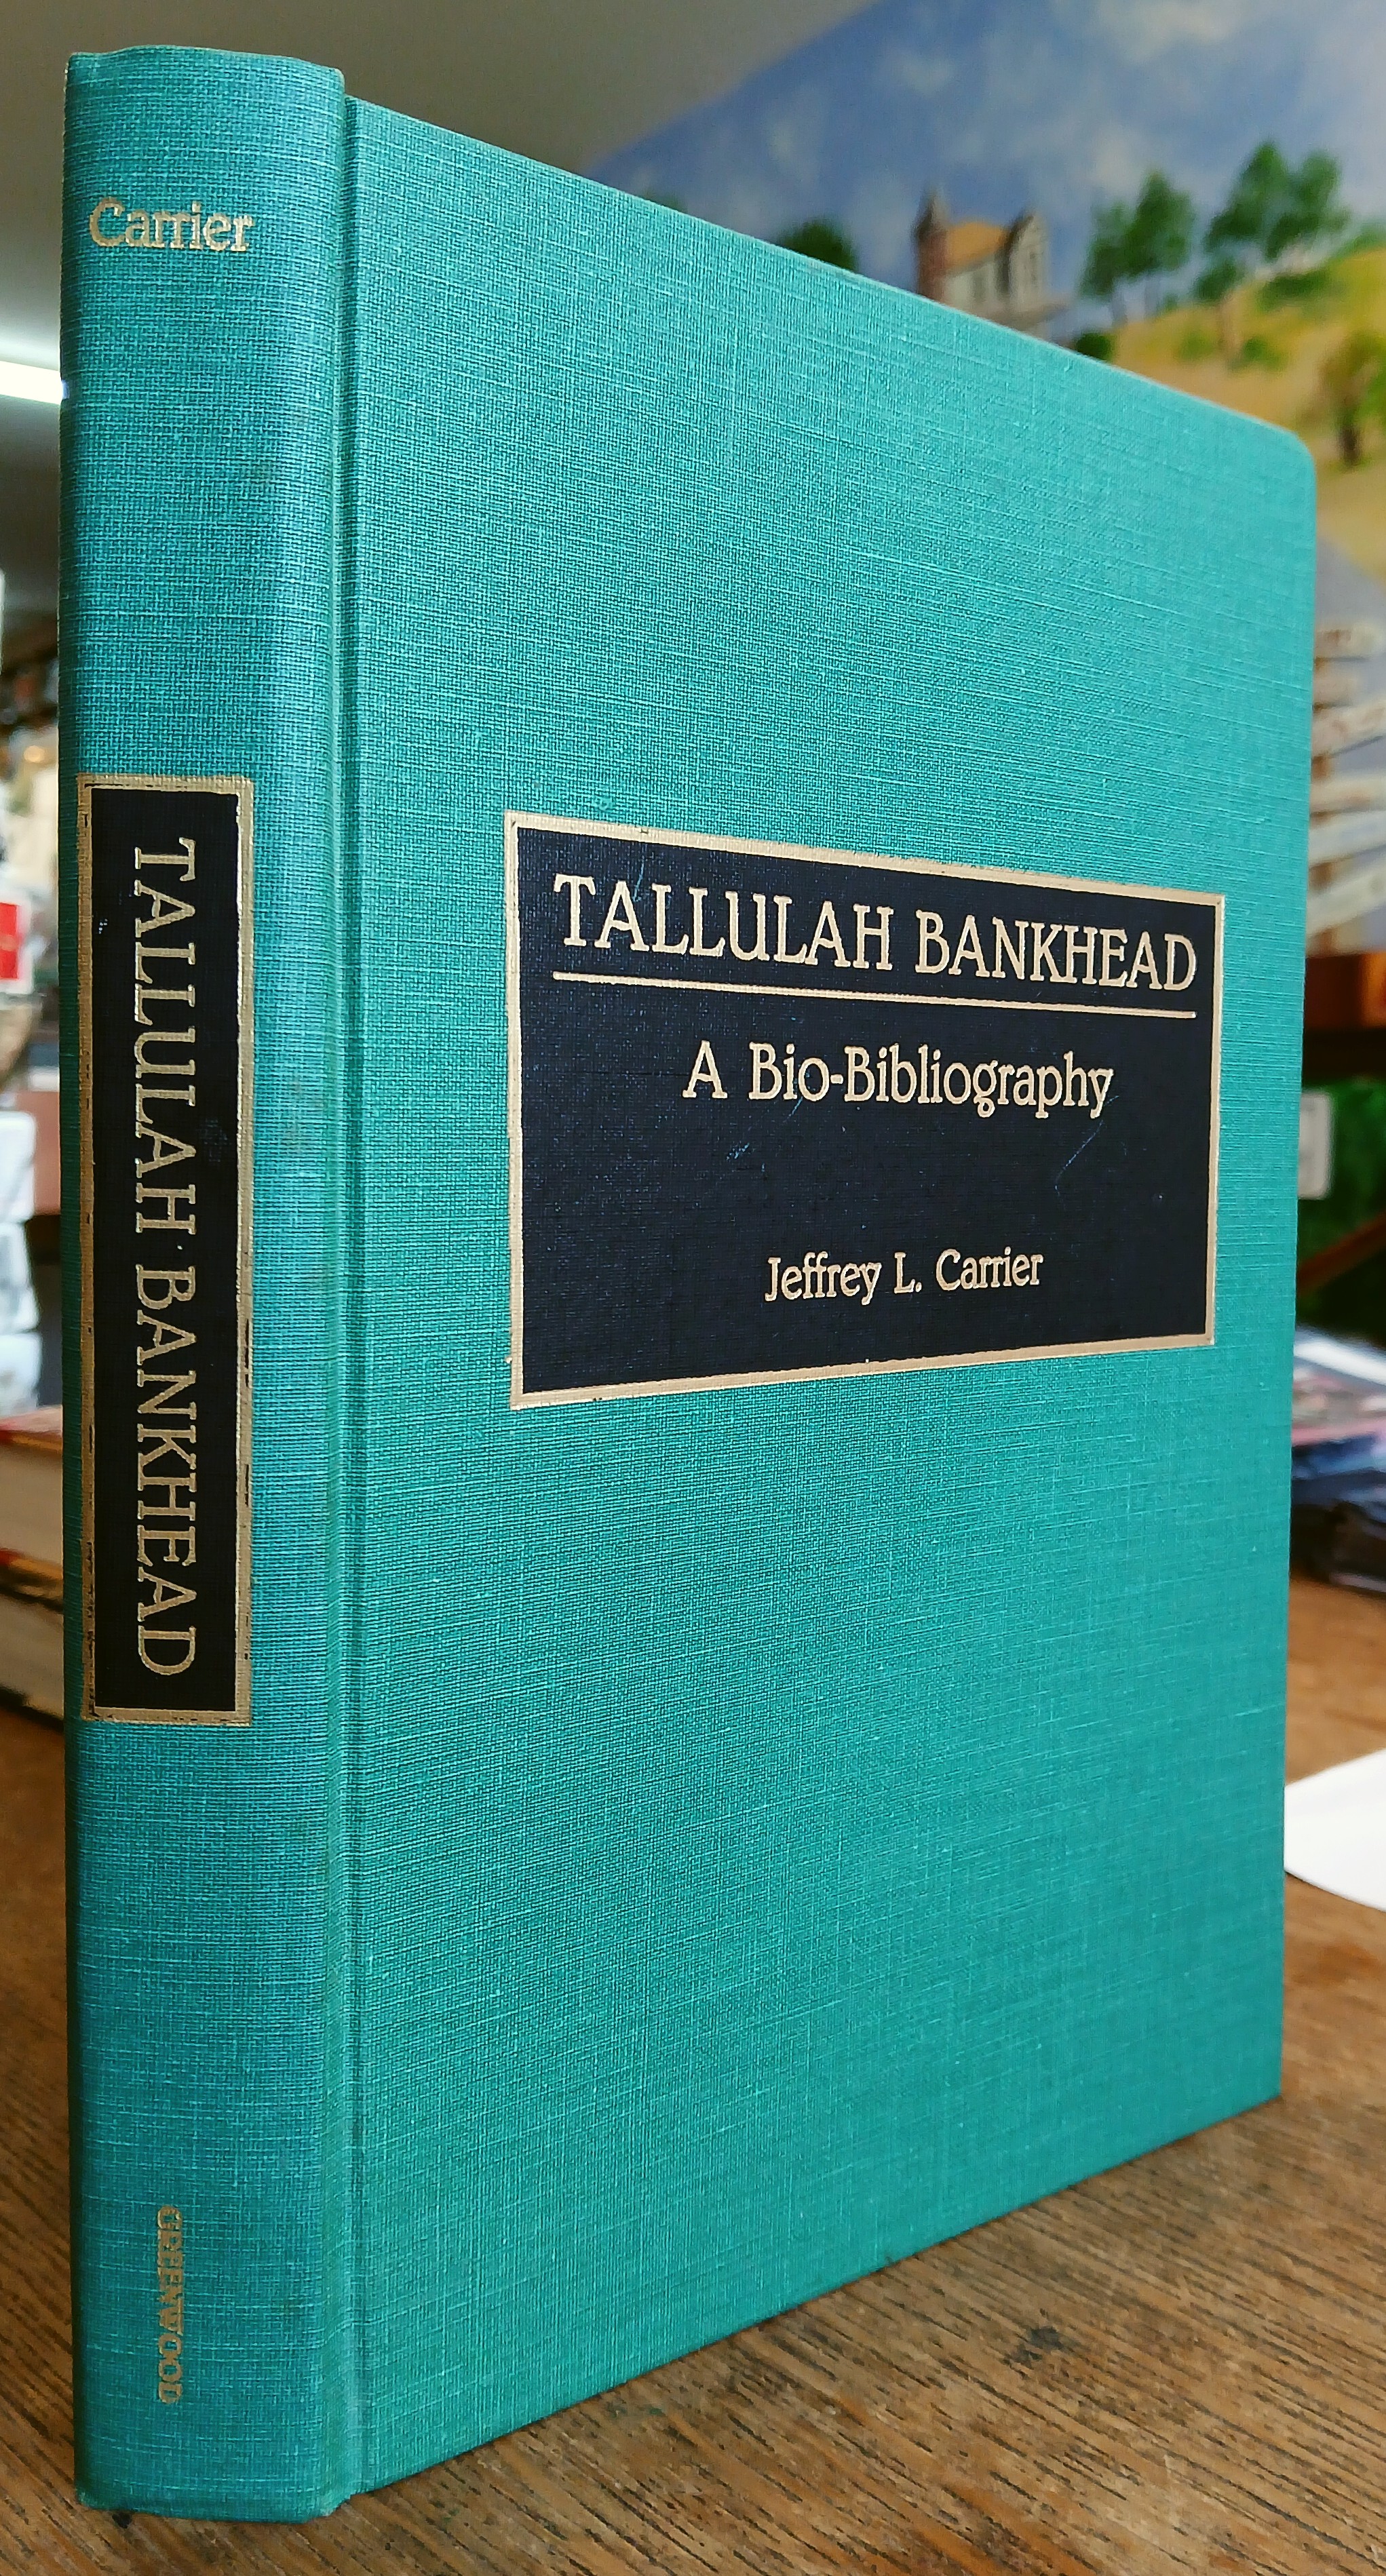 Carrier
TALLULAH BANKHEAD
GREENWOOD
TALLULAH BANKHEAD
A Bio-Bibliography
Jeffrey L. Carrier